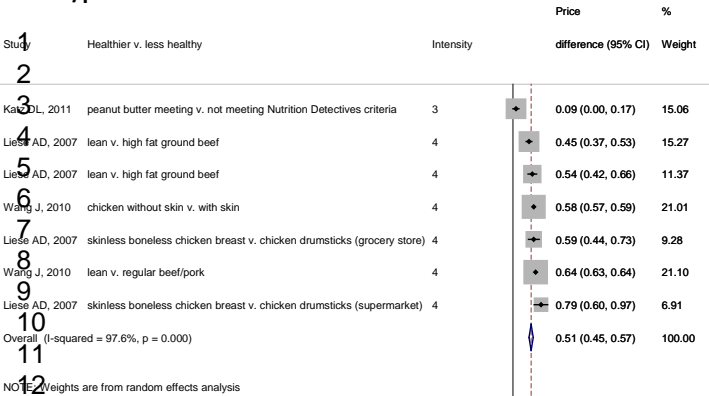 Price %
1
Study Healthier v. less healthy Intensity difference (95% CI) Weight
2
3
Katz DL, 2011 peanut butter meeting v. not meeting Nutrition Detectives criteria 3 0.09 (0.00, 0.17) 15.06
4
Liese AD, 2007 lean v. high fat ground beef 4 0.45 (0.37, 0.53) 15.27
5
Liese AD, 2007 lean v. high fat ground beef 4 0.54 (0.42, 0.66) 11.37
6
Wang J, 2010 chicken without skin v. with skin 4 0.58 (0.57, 0.59) 21.01
7
Liese AD, 2007 skinless boneless chicken breast v. chicken drumsticks (grocery store) 4 0.59 (0.44, 0.73) 9.28
8
Wang J, 2010 lean v. regular beef/pork 4 0.64 (0.63, 0.64) 21.10
9
Liese AD, 2007 skinless boneless chicken breast v. chicken drumsticks (supermarket) 4 0.79 (0.60, 0.97) 6.91
10
Overall (I-squared = 97.6%, p = 0.000) 0.51 (0.45, 0.57) 100.00
11
12
NOTE: Weights are from random effects analysis